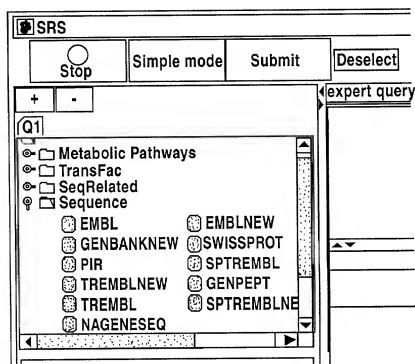 SRS
Stop Simple mode Submit Deselect
+ - expert query
Q1
Metabolic Pathways
TransFac
SeqRelated
Sequence
EMBL EMBLNEW
GENBANKNEW SWISSPROT
PIR SPTREMBL
TREMBLNEW GENPEPT
TREMBL SPTREMBLNE
NAGENESEQ